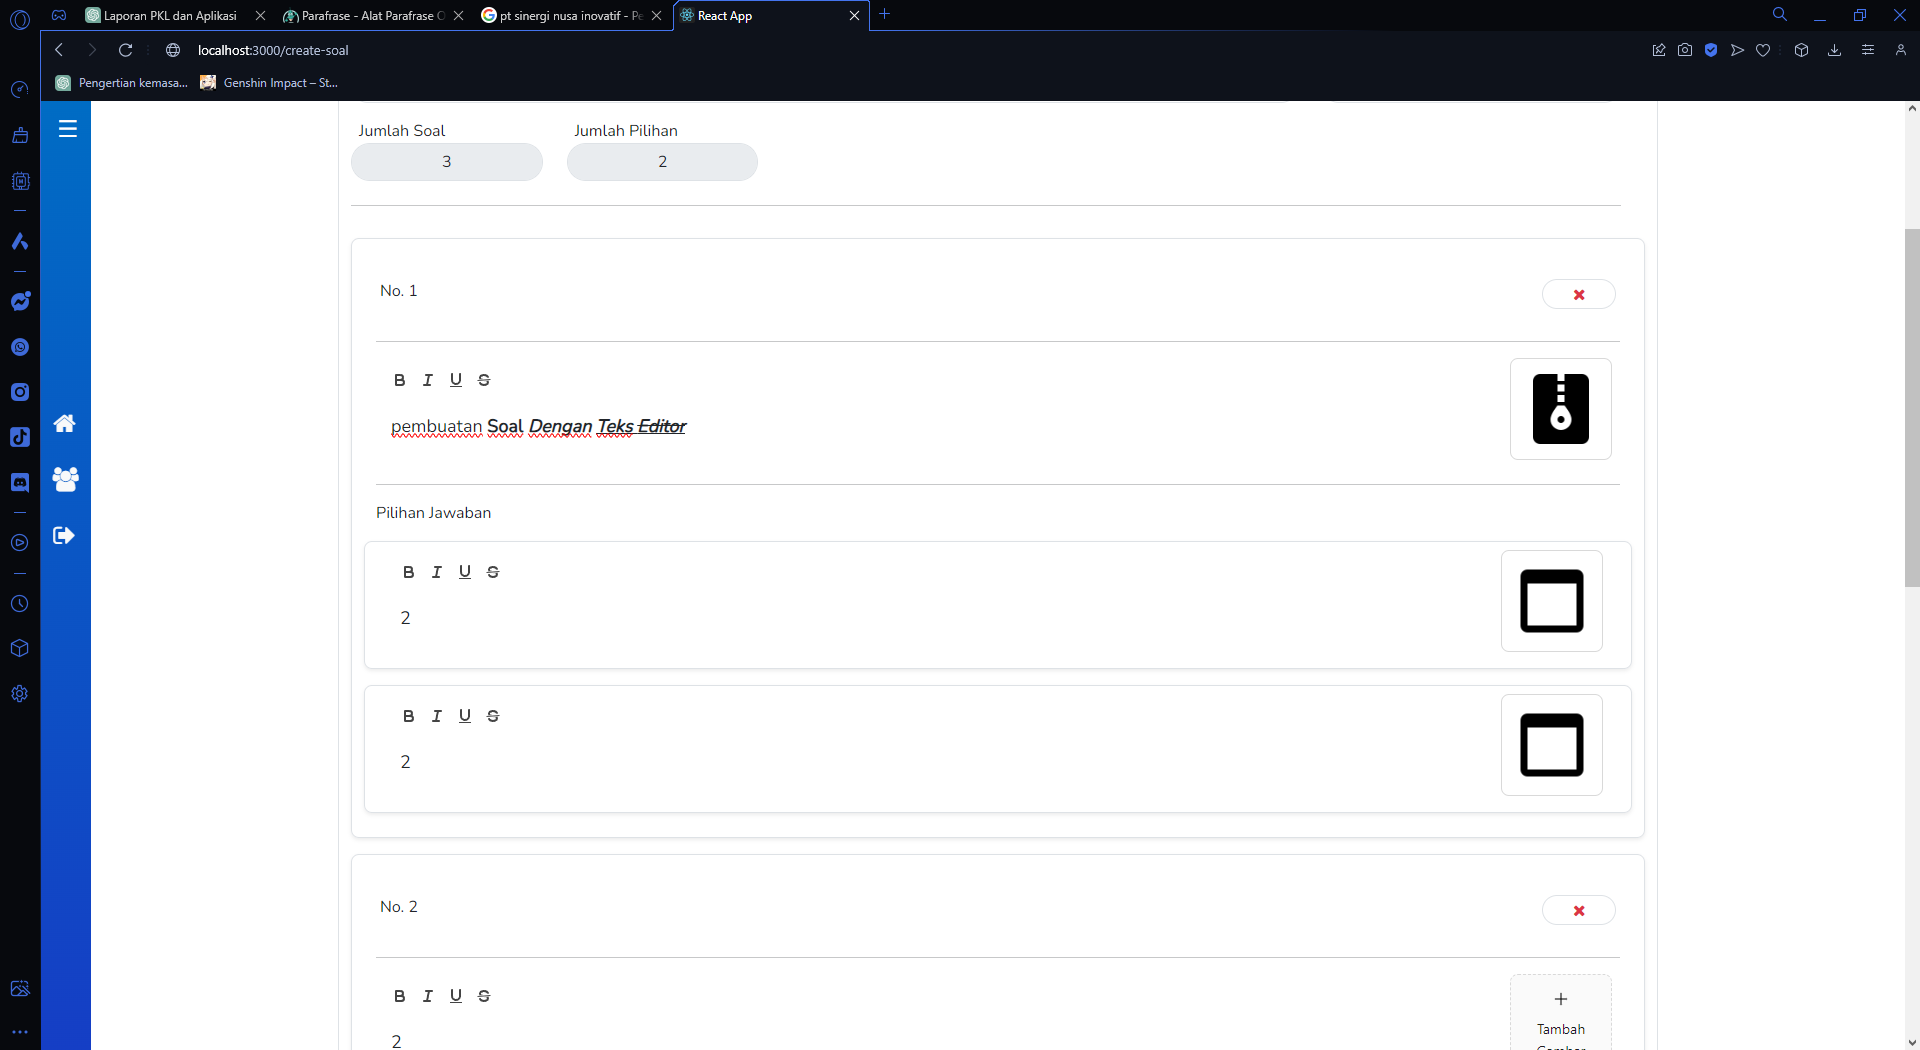 Laporan PKL dan Aplikasi
Parafrase - Alat Parafrase
pt sinergi nusa inovatif -
React App
localhost:3000/create-soal
Pengertian kemasa...
Genshin Impact – St...
Jumlah Soal
Jumlah Pilihan
3
2
No. 1
B I U S
pembuatan Soal Dengan Teks Editor
Pilihan Jawaban
B I U S
2
B I U S
2
No. 2
B I U S
2
Tambah